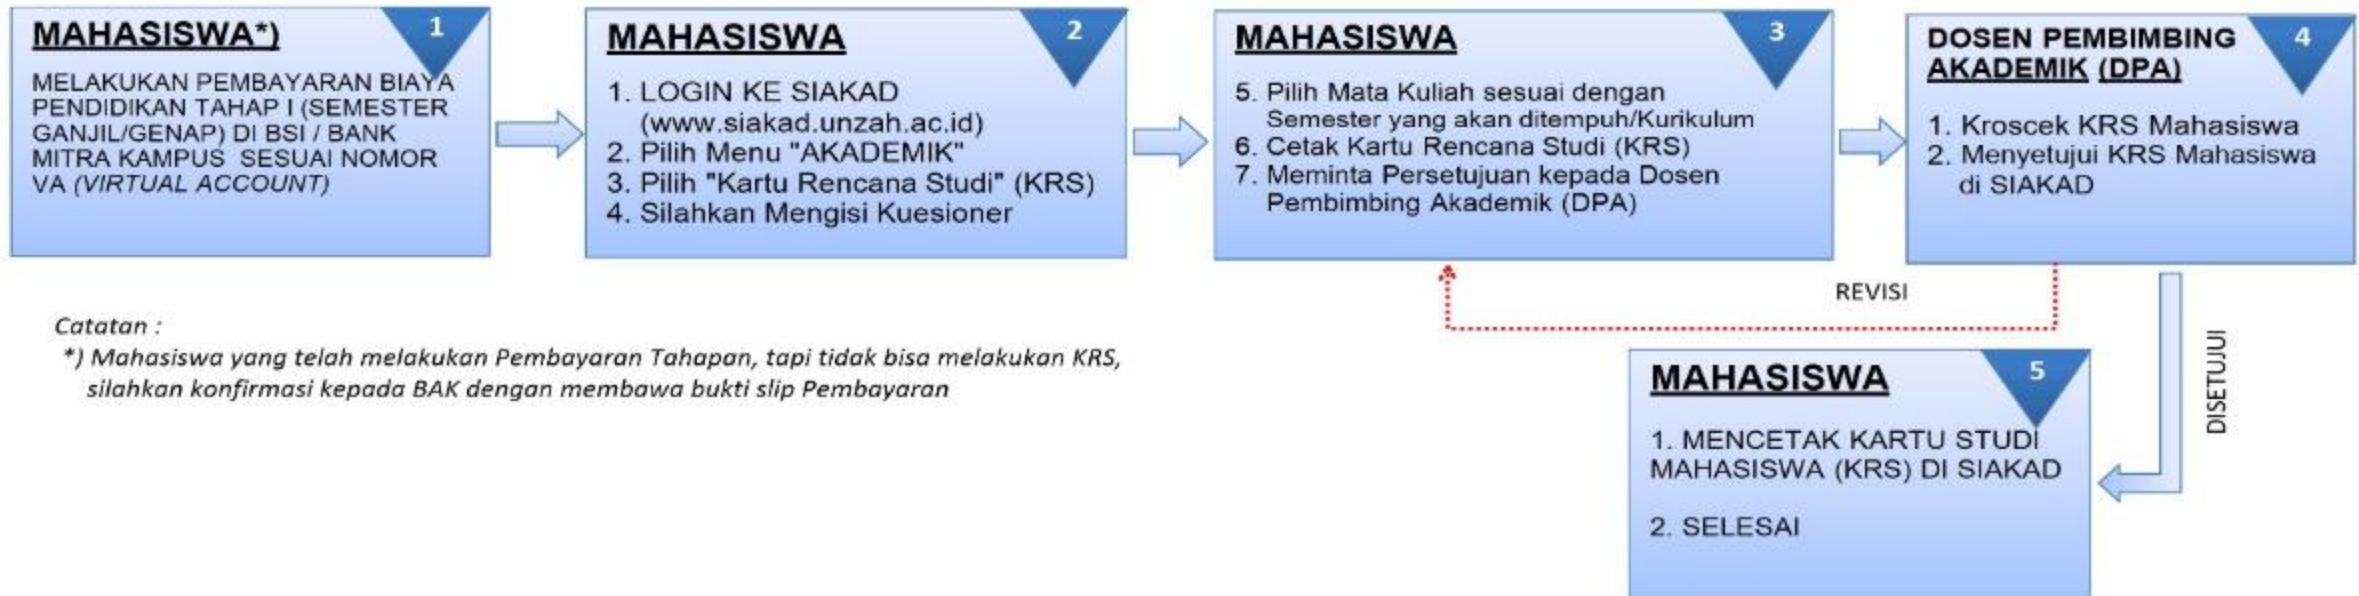 MAHASISWA*)
1
MELAKUKAN PEMBAYARAN BIAYA
PENDIDIKAN TAHAP I (SEMESTER
GANJIL/GENAP) DI BSI / BANK
MITRA KAMPUS SESUAI NOMOR
VA (VIRTUAL ACCOUNT)
MAHASISWA
2
1. LOGIN KE SIAKAD
(www.siakad.unzah.ac.id)
2. Pilih Menu "AKADEMIK"
3. Pilih "Kartu Rencana Studi" (KRS)
4. Silahkan Mengisi Kuesioner
MAHASISWA
3
5. Pilih Mata Kuliah sesuai dengan
Semester yang akan ditempuh/Kurikulum
6. Cetak Kartu Rencana Studi (KRS)
7. Meminta Persetujuan kepada Dosen
Pembimbing Akademik (DPA)
DOSEN PEMBIMBING
AKADEMIK (DPA)
4
1. Kroscek KRS Mahasiswa
2. Menyetujui KRS Mahasiswa
di SIAKAD
REVISI
DISETUJUI
MAHASISWA
5
1. MENCETAK KARTU STUDI
MAHASISWA (KRS) DI SIAKAD
2. SELESAI
Catatan :
*) Mahasiswa yang telah melakukan Pembayaran Tahapan, tapi tidak bisa melakukan KRS,
silahkan konfirmasi kepada BAK dengan membawa bukti slip Pembayaran